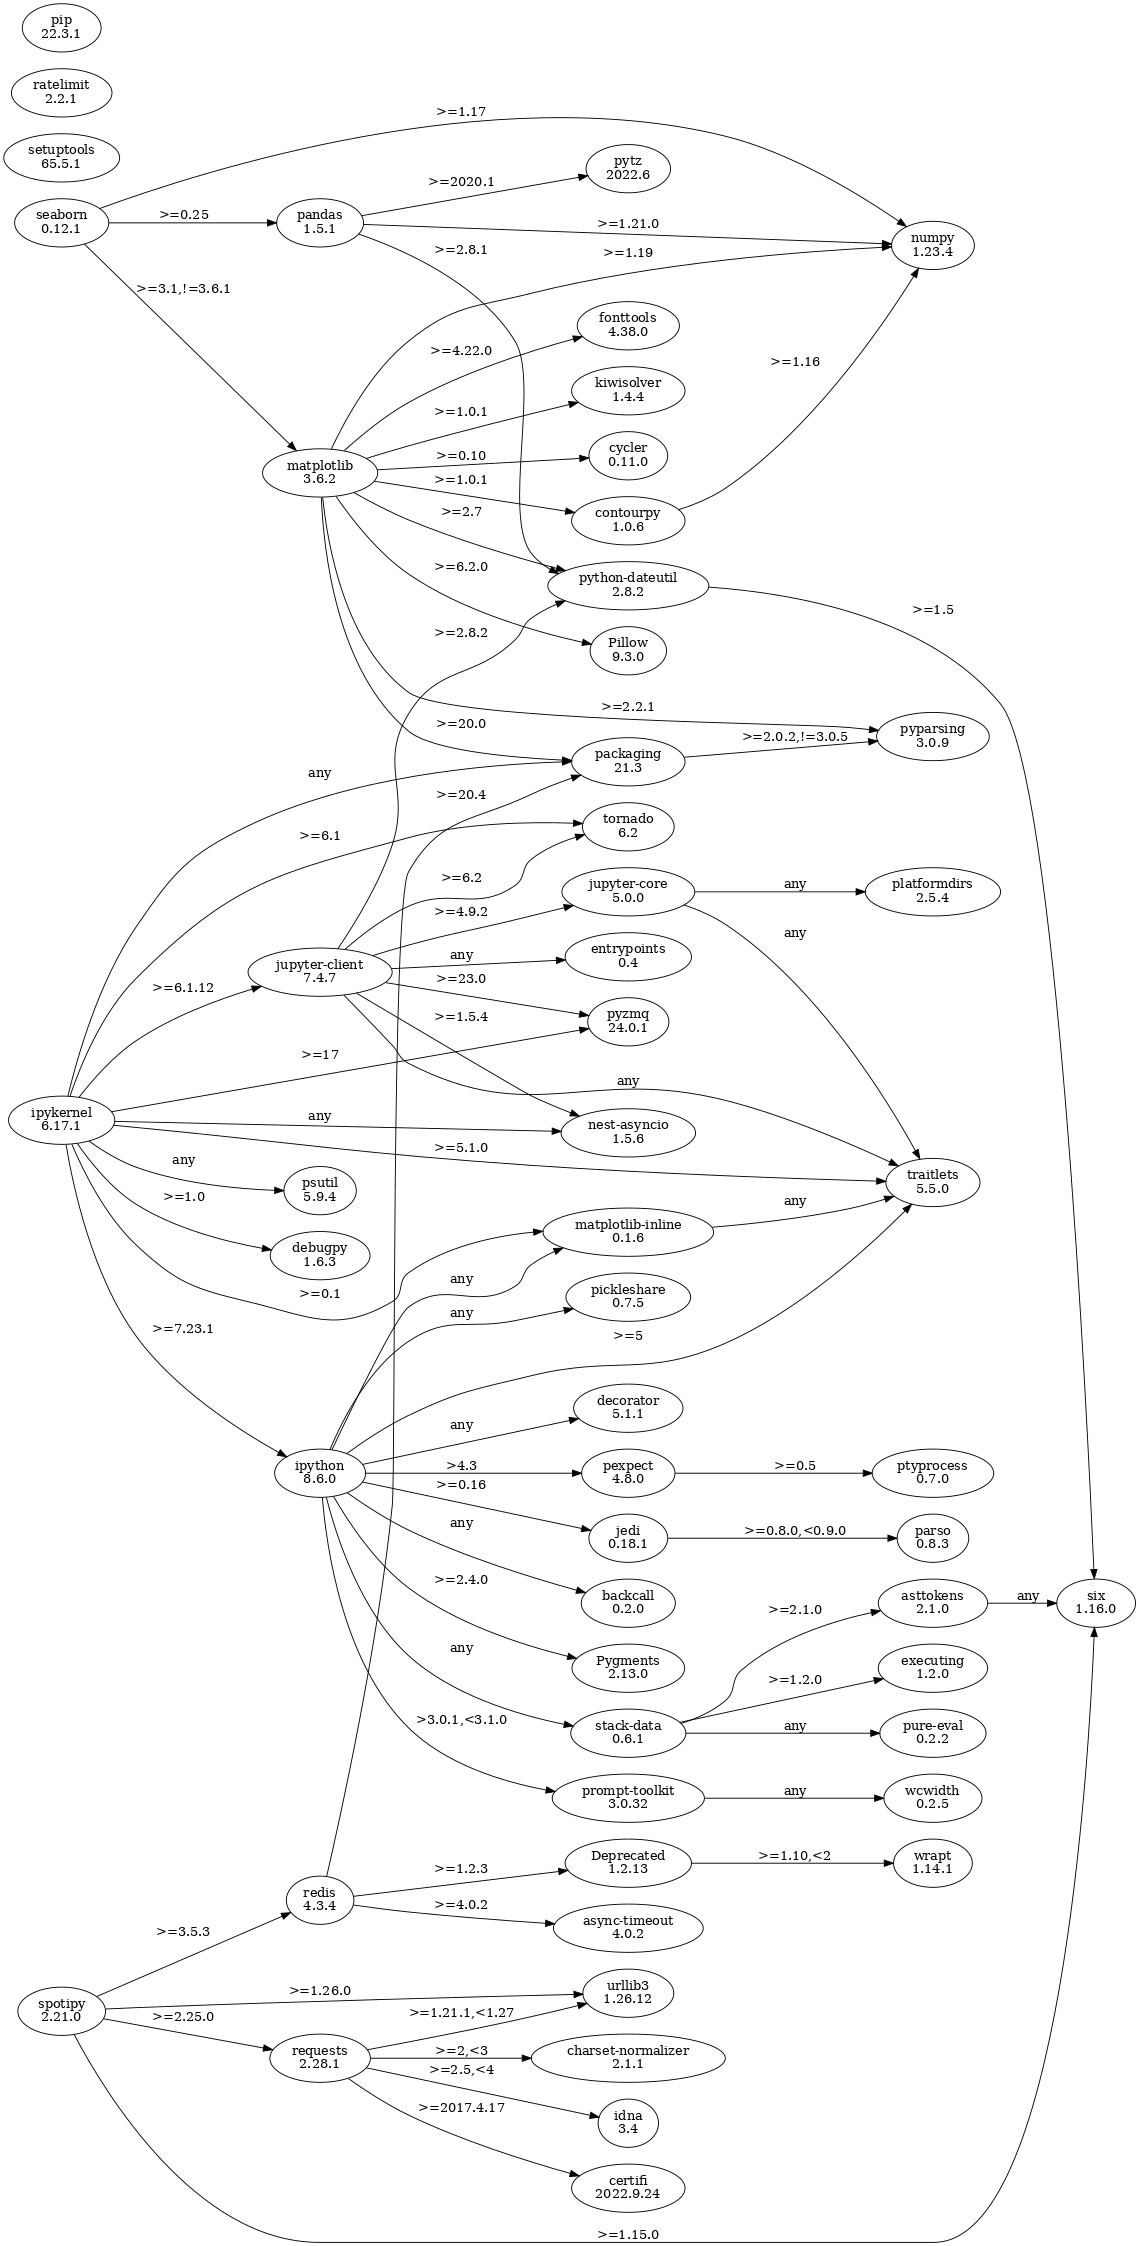 pip
22.3.1
ratelimit
2.2.1
setuptools
65.5.1
seaborn
0.12.1
>=1.17
>=0.25
>=3.1,!=3.6.1
pandas
1.5.1
>=2020.1
>=1.21.0
>=2.8.1
pytz
2022.6
numpy
1.23.4
>=1.19
fonttools
4.38.0
>=4.22.0
kiwisolver
1.4.4
>=1.0.1
cycler
0.11.0
>=0.10
matplotlib
3.6.2
>=1.0.1
contourpy
1.0.6
>=1.16
>=2.7
python-dateutil
2.8.2
>=1.5
>=6.2.0
Pillow
9.3.0
>=2.8.2
>=2.2.1
>=20.0
packaging
21.3
>=2.0.2,!=3.0.5
pyparsing
3.0.9
any
>=20.4
>=6.1
tornado
6.2
>=6.2
jupyter-core
5.0.0
any
platformdirs
2.5.4
>=4.9.2
any
any
entrypoints
0.4
jupyter-client
7.4.7
>=6.1.12
>=23.0
pyzmq
24.0.1
>=1.5.4
>=17
any
ipykernel
6.17.1
any
nest-asyncio
1.5.6
>=5.1.0
any
psutil
5.9.4
traitlets
5.5.0
>=1.0
debugpy
1.6.3
matplotlib-inline
0.1.6
any
>=0.1
any
pickleshare
0.7.5
any
>=7.23.1
>=5
decorator
5.1.1
any
ipython
8.6.0
>4.3
pexpect
4.8.0
>=0.5
ptyprocess
0.7.0
>=0.16
jedi
0.18.1
>=0.8.0,<0.9.0
parso
0.8.3
any
backcall
0.2.0
>=2.4.0
Pygments
2.13.0
any
>=2.1.0
asttokens
2.1.0
any
six
1.16.0
>=1.2.0
executing
1.2.0
stack-data
0.6.1
any
pure-eval
0.2.2
>3.0.1,<3.1.0
prompt-toolkit
3.0.32
any
wcwidth
0.2.5
redis
4.3.4
>=1.2.3
Deprecated
1.2.13
>=1.10,<2
wrapt
1.14.1
>=4.0.2
async-timeout
4.0.2
>=3.5.3
spotipy
2.21.0
>=1.26.0
urllib3
1.26.12
>=2.25.0
>=1.21.1,<1.27
requests
2.28.1
>=2,<3
charset-normalizer
2.1.1
>=2.5,<4
idna
3.4
>=2017.4.17
certifi
2022.9.24
>=1.15.0